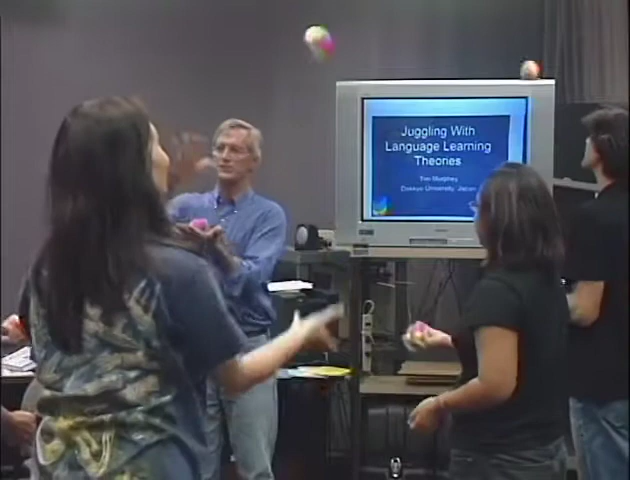 Juggling With
Language Learning
Theories
Tim Murphey
Dokkyo University, Japan